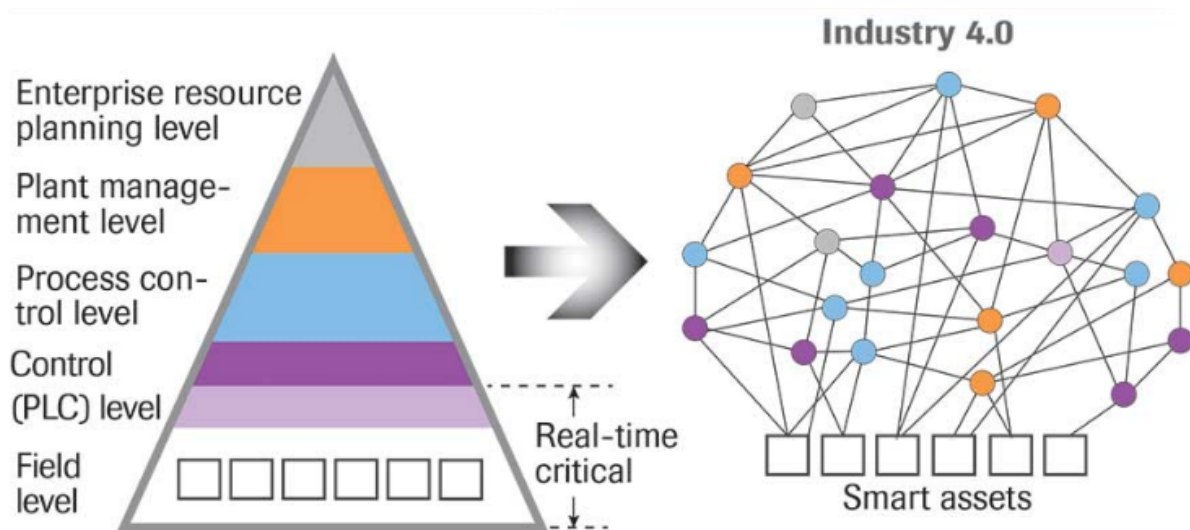 Industry 4.0
Enterprise resource
planning level
Plant manage-
ment level
Process con-
trol level
Control
(PLC) level
Field
level
Real-time
critical
Smart assets